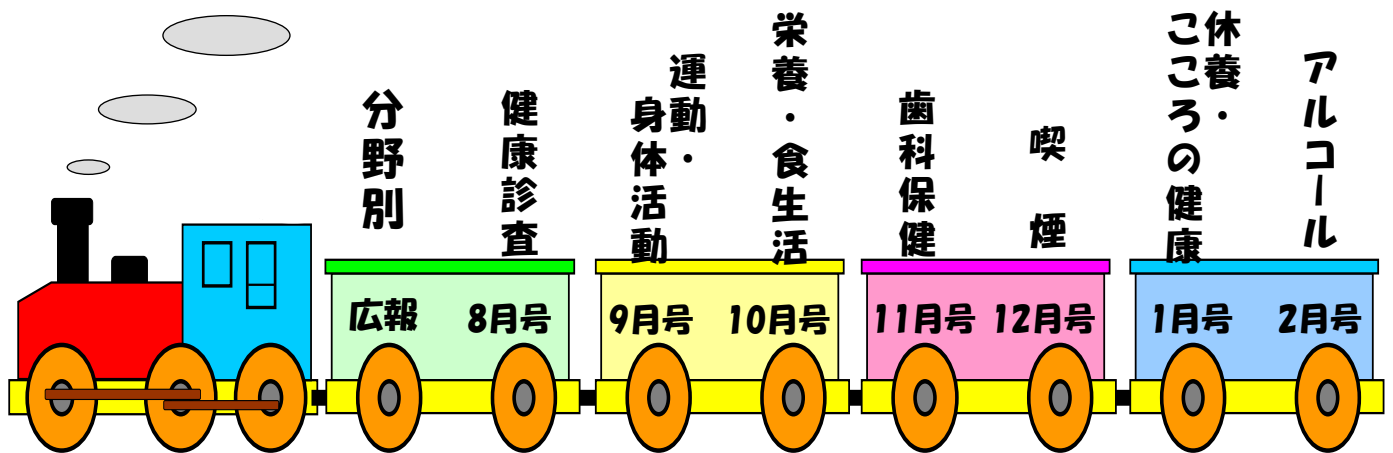 分野別
健康診査
運動・
身体活動
栄養・食生活
歯科保健
喫煙
休養・
こころの健康
アルコール
広報
8月号
9月号
10月号
11月号
12月号
1月号
2月号